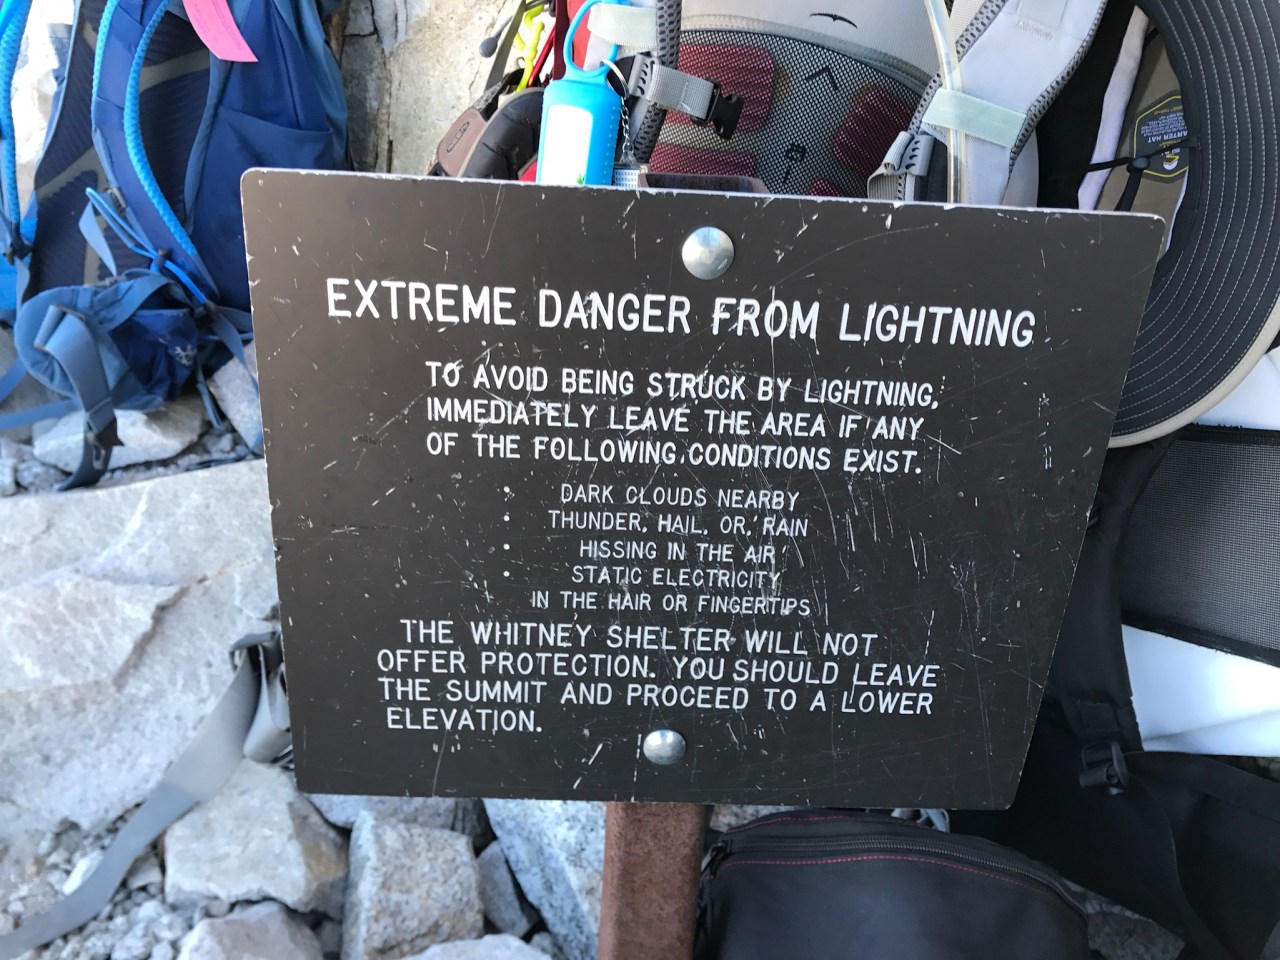 EXTREME DANGER FROM LIGHTNING
TO AVOID BEING STRUCK BY LIGHTNING,
IMMEDIATELY LEAVE THE AREA IF ANY
OF THE FOLLOWING CONDITIONS EXIST.
• DARK CLOUDS NEARBY
• THUNDER, HAIL, OR, RAIN
• HISSING IN THE AIR
• STATIC ELECTRICITY
IN THE HAIR OR FINGERTIPS
THE WHITNEY SHELTER WILL NOT
OFFER PROTECTION. YOU SHOULD LEAVE
THE SUMMIT AND PROCEED TO A LOWER
ELEVATION.